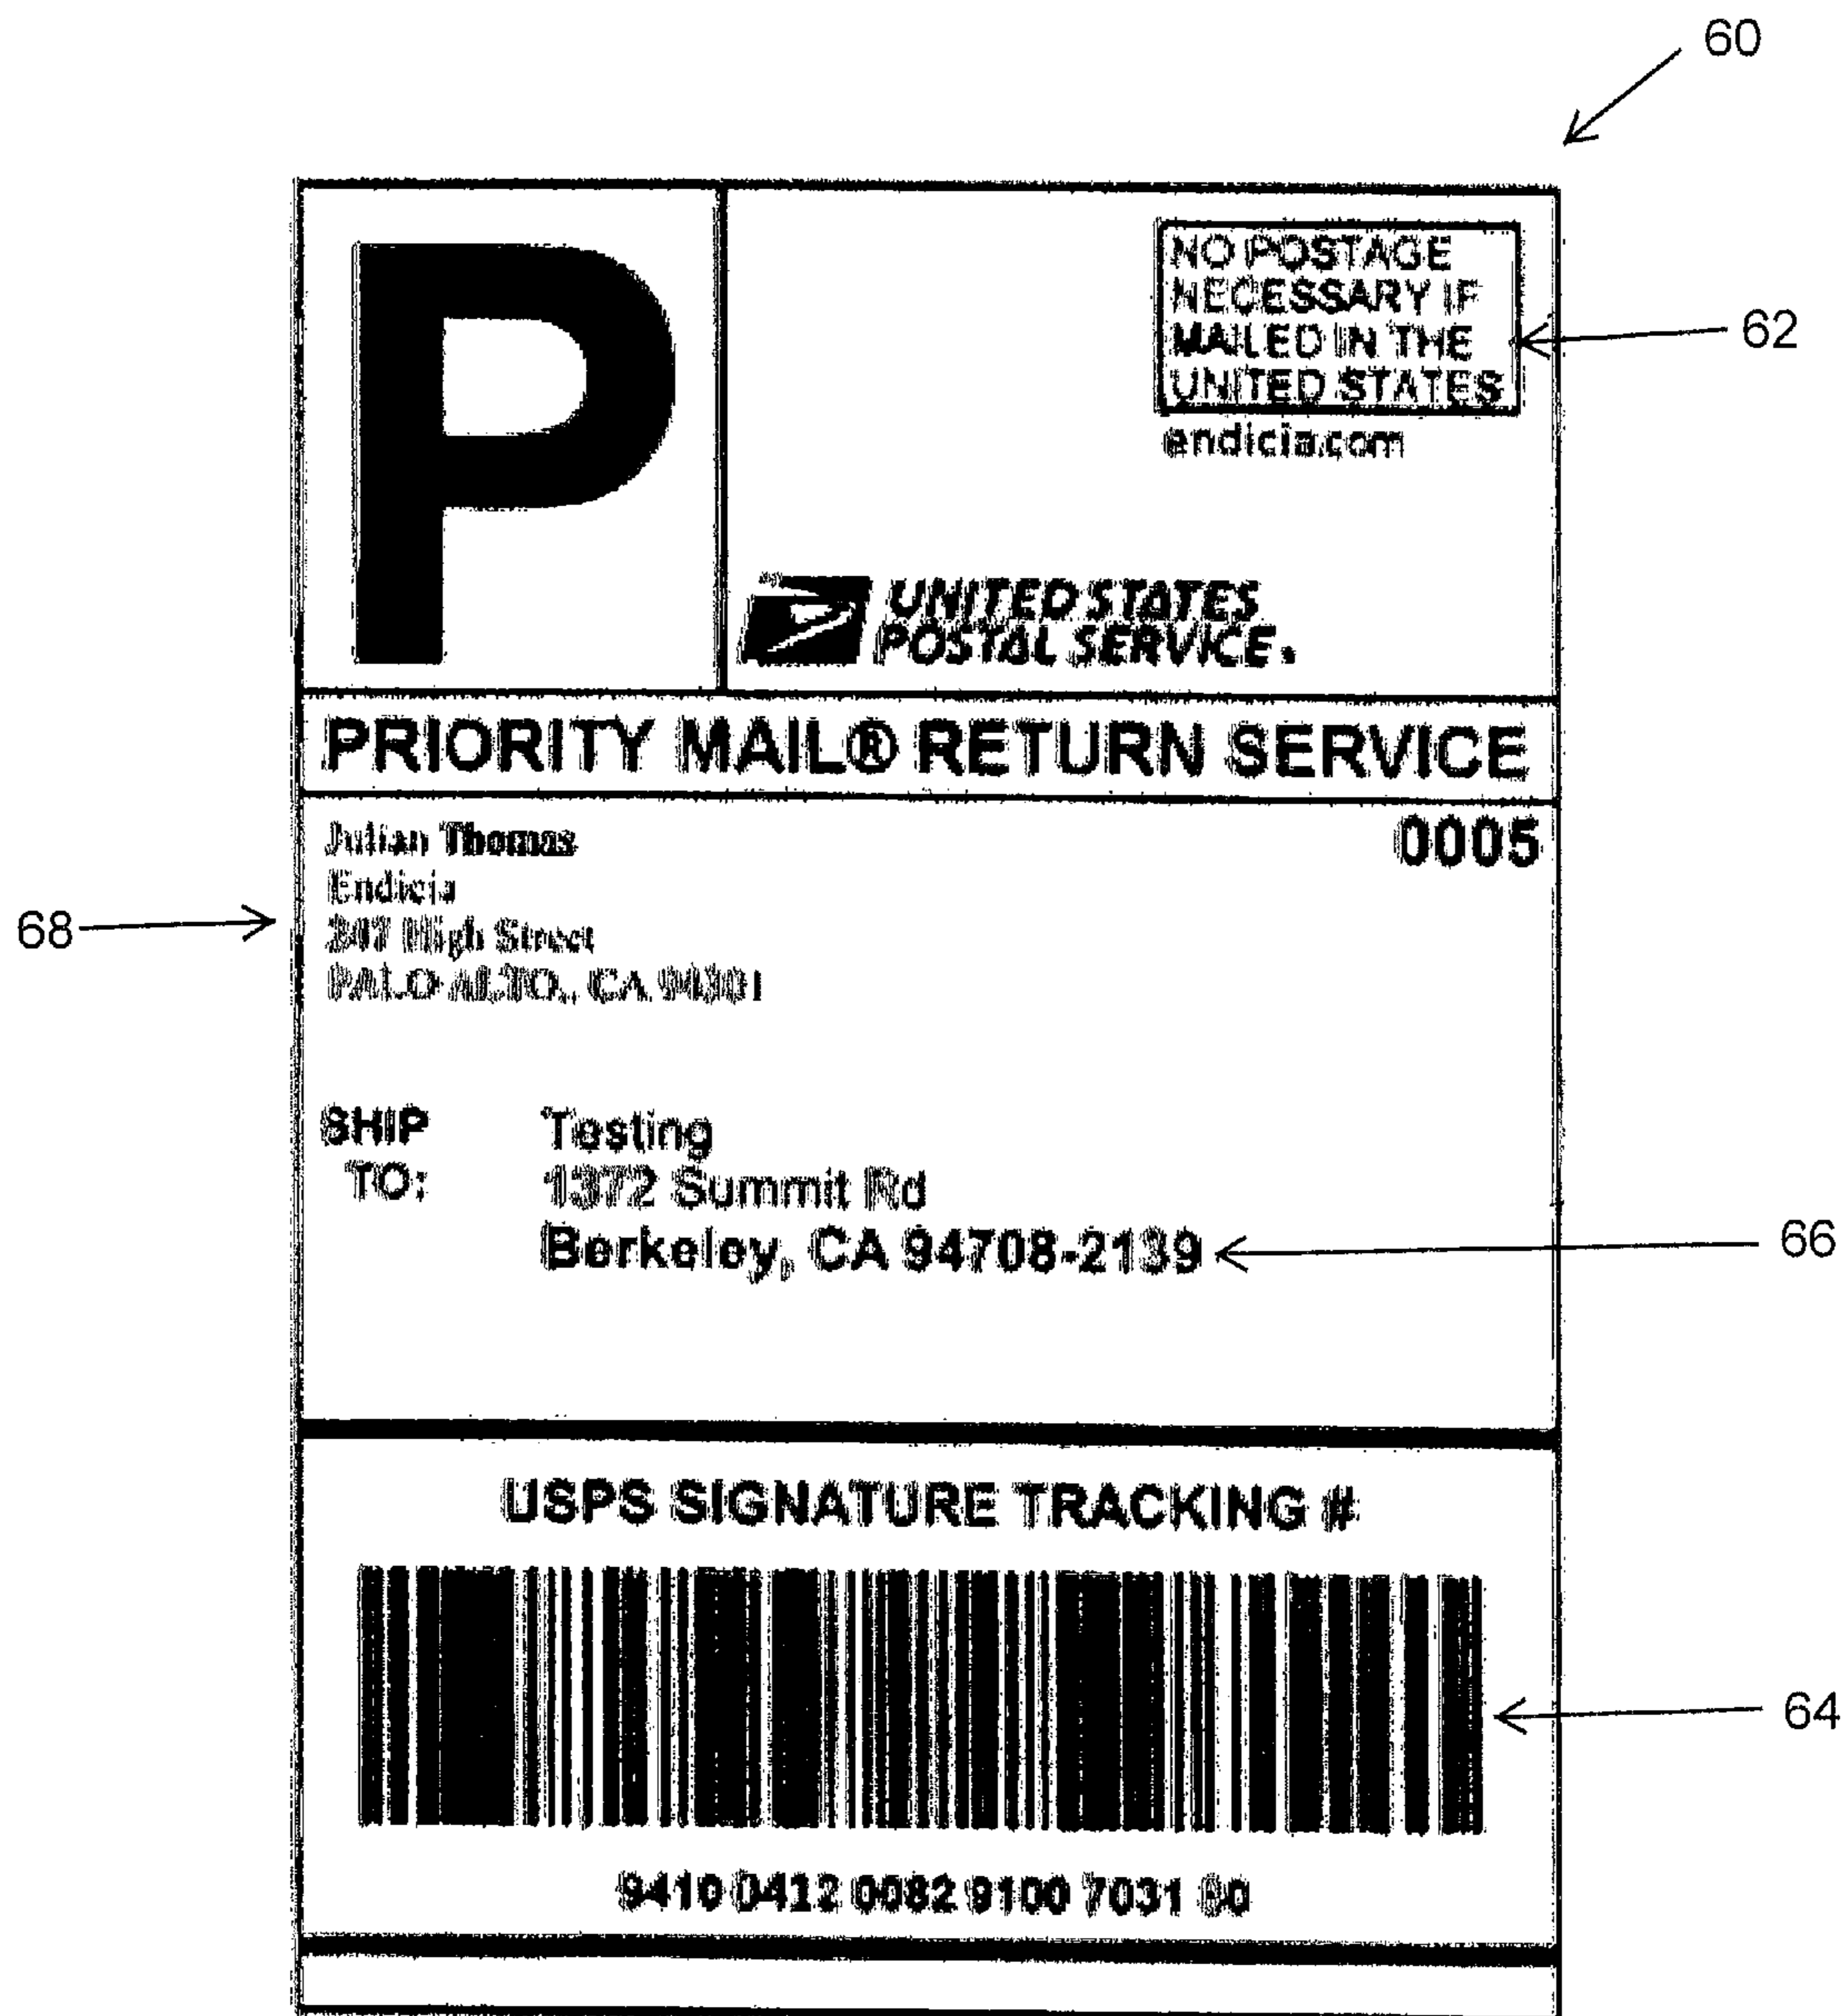 60
P
NO POSTAGE
NECESSARY IF
MAILED IN THE
UNITED STATES
62
endicia.com
UNITED STATES
POSTAL SERVICE.
PRIORITY MAIL® RETURN SERVICE
Julian Thomas
0005
Endicia
68
247 High Street
PALO ALTO., CA 94301
SHIP
TO:
Testing
1372 Summit Rd
Berkeley, CA 94708-2139
66
USPS SIGNATURE TRACKING #
64
9410 0412 0082 9100 7031